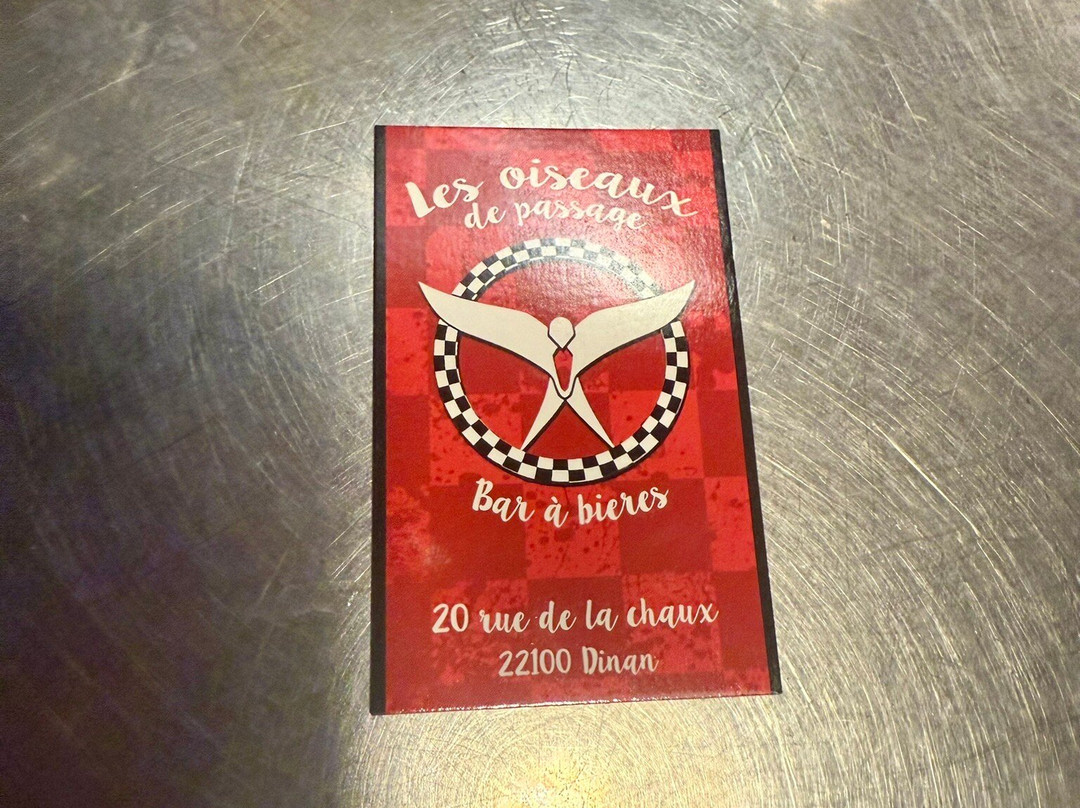 Les oiseaux
de passage
Bar à bieres
20 rue de la chaux
22100 Dinan